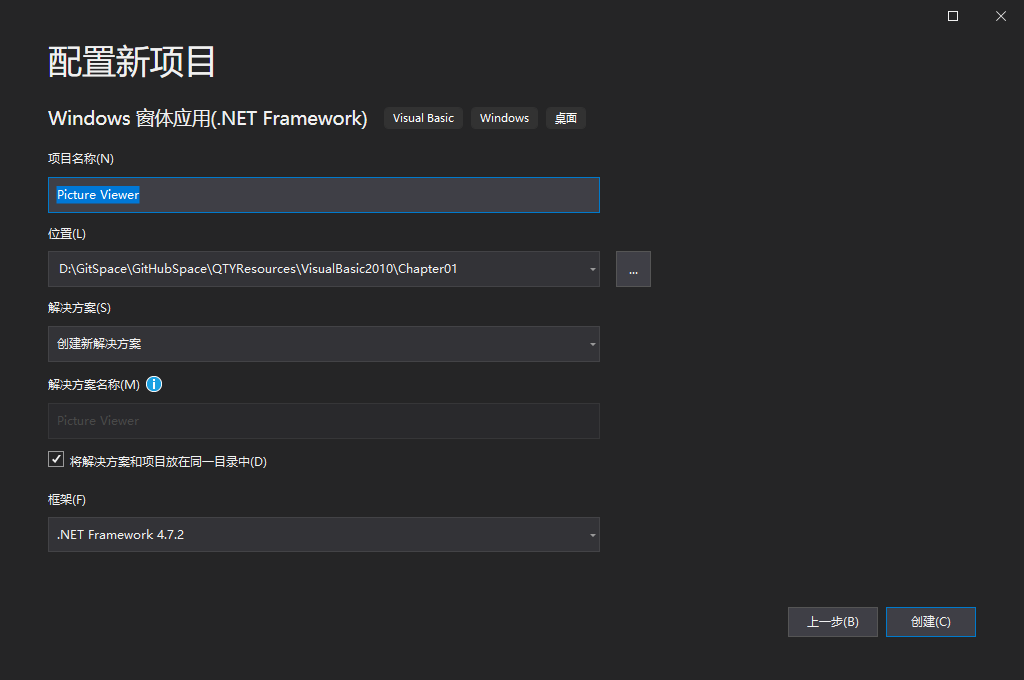 配置新项目
Windows 窗体应用(.NET Framework) Visual Basic Windows 桌面
项目名称(N)
Picture Viewer
位置(L)
D:\GitSpace\GitHubSpace\QTYResources\VisualBasic2010\Chapter01
...
解决方案(S)
创建新解决方案
解决方案名称(M)
Picture Viewer
将解决方案和项目放在同一目录中(D)
框架(F)
.NET Framework 4.7.2
上一步(B) 创建(C)